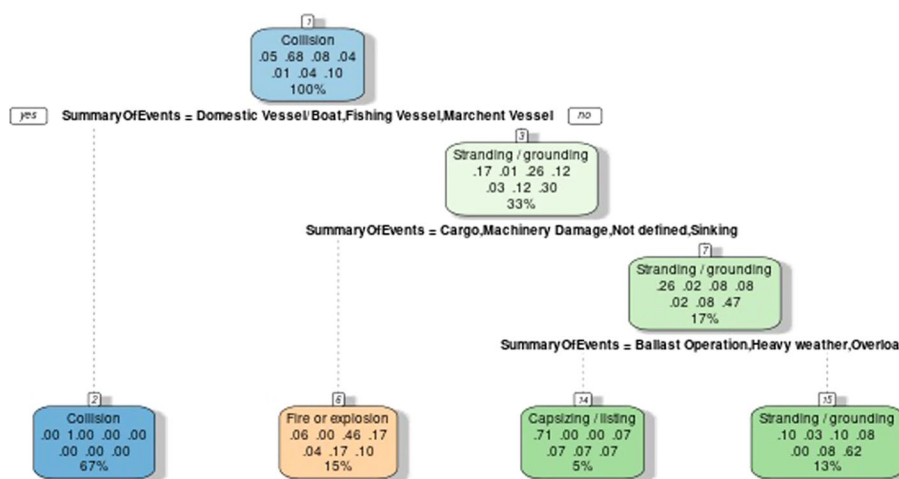 1
Collision
.05 .68 .08 .04
.01 .04 .10
100%
yes
SummaryOfEvents = Domestic Vessel/Boat,Fishing Vessel,Marchent Vessel
no
3
Stranding / grounding
.17 .01 .26 .12
.03 .12 .30
33%
SummaryOfEvents = Cargo,Machinery Damage,Not defined,Sinking
7
Stranding / grounding
.26 .02 .08 .08
.02 .08 .47
17%
SummaryOfEvents = Ballast Operation,Heavy weather,Overloa
2
Collision
.00 1.00 .00 .00
.00 .00 .00
67%
6
Fire or explosion
.06 .00 .46 .17
.04 .17 .10
15%
14
Capsizing / listing
.71 .00 .00 .07
.07 .07 .07
5%
15
Stranding / grounding
.10 .03 .10 .08
.00 .08 .62
13%